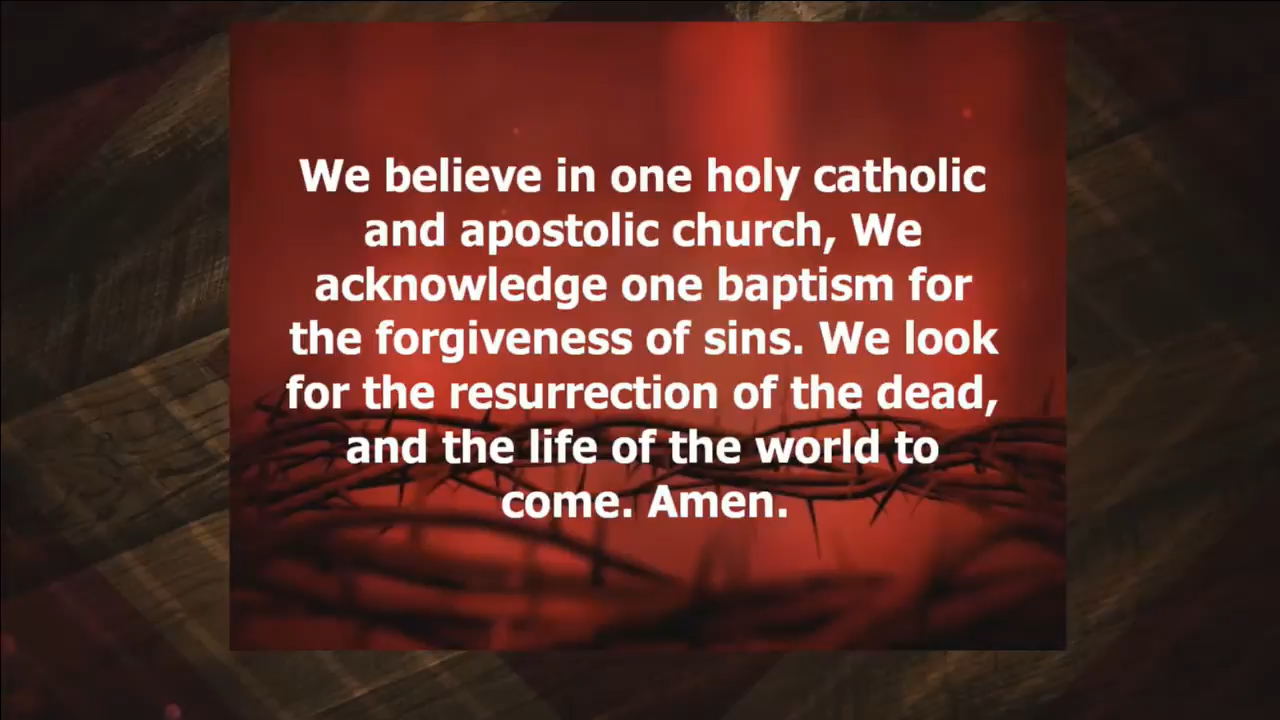 We believe in one holy catholic
and apostolic church, We
acknowledge one baptism for
the forgiveness of sins. We look
for the resurrection of the dead,
and the life of the world to
come. Amen.